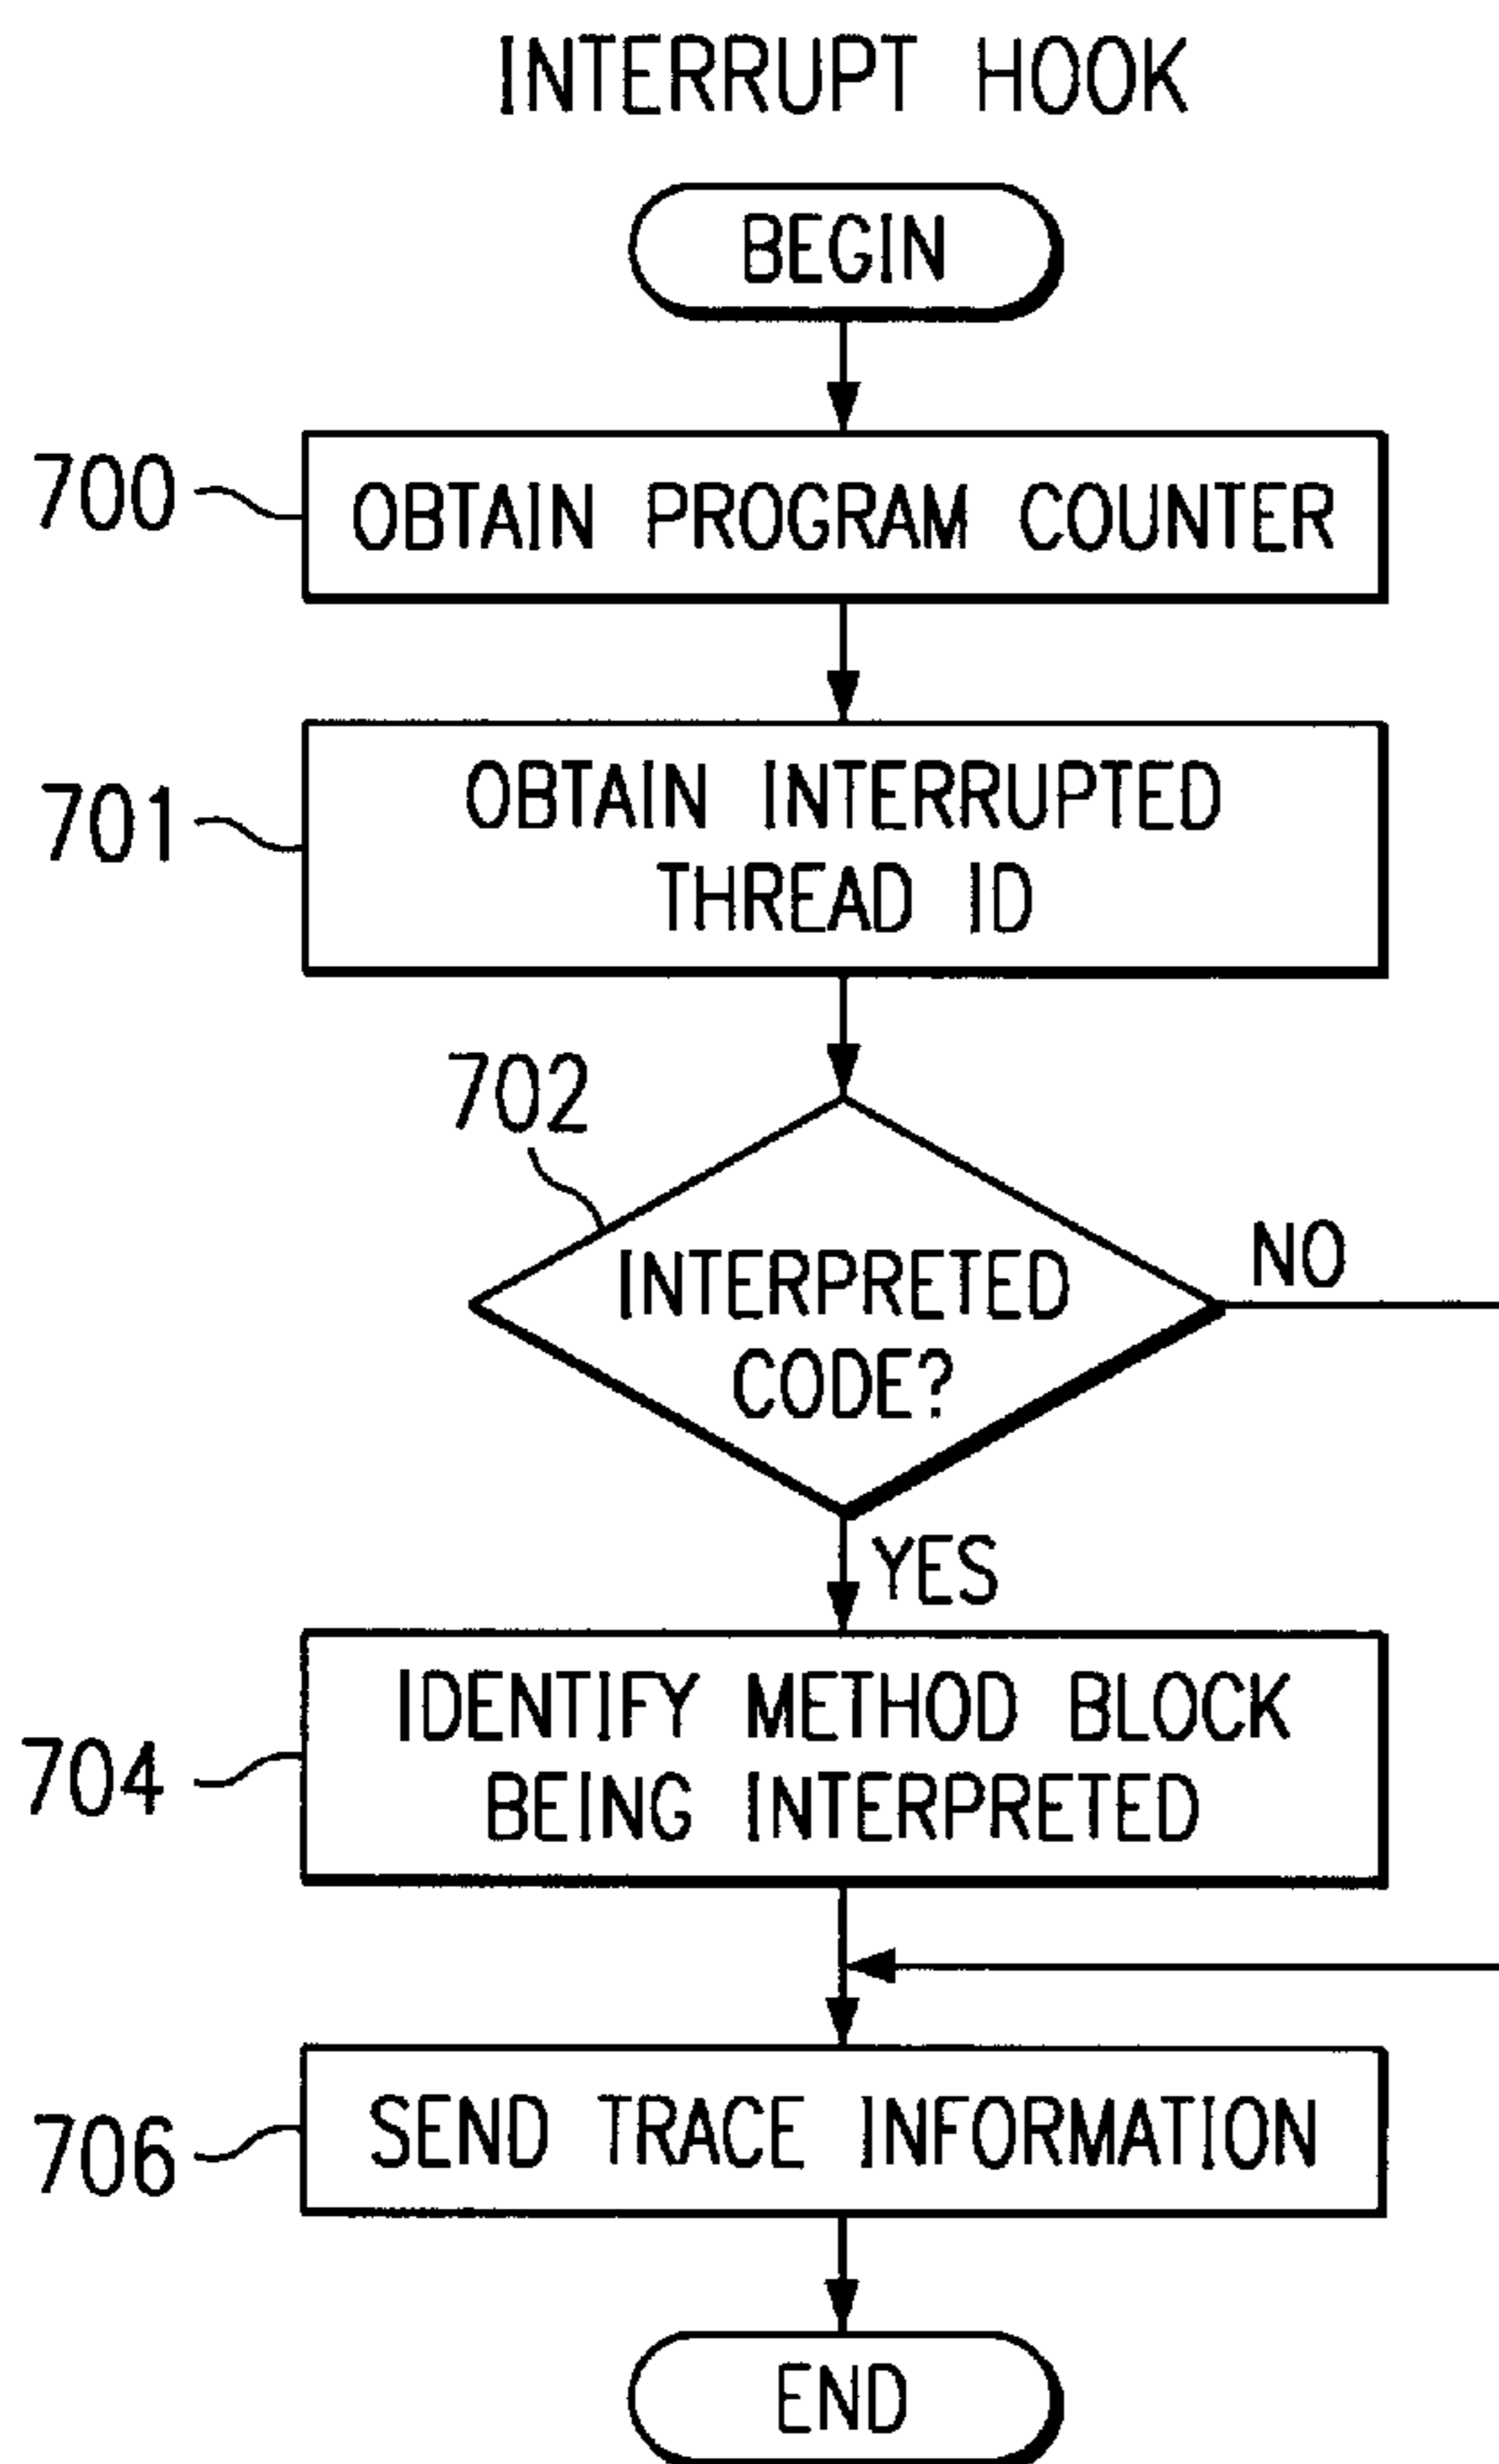 INTERRUPT HOOK
BEGIN
700
OBTAIN PROGRAM COUNTER
701
OBTAIN INTERRUPTED
THREAD ID
702
INTERPRETED
CODE?
NO
YES
704
IDENTIFY METHOD BLOCK
BEING INTERPRETED
706
SEND TRACE INFORMATION
END